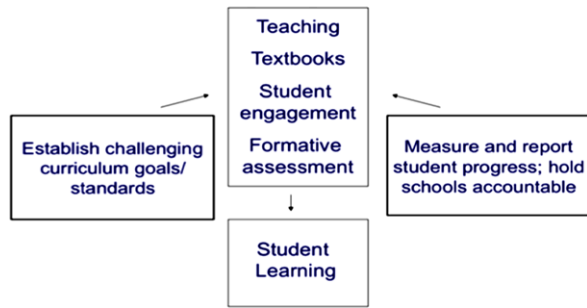 Teaching
Textbooks
Student
engagement
Formative
assessment
Establish challenging
curriculum goals/
standards
Measure and report
student progress; hold
schools accountable
Student
Learning